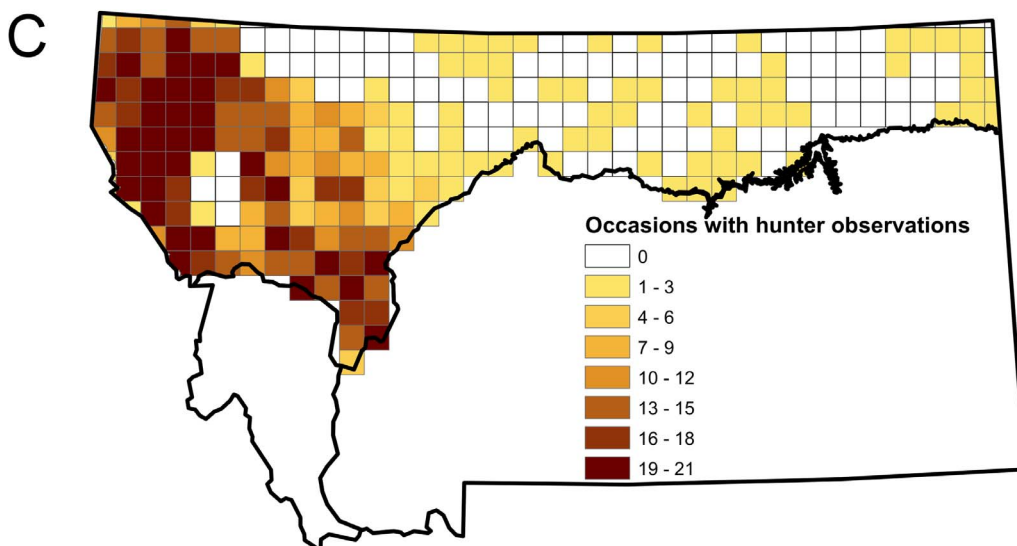 C
Occasions with hunter observations
0
1 - 3
4 - 6
7 - 9
10 - 12
13 - 15
16 - 18
19 - 21